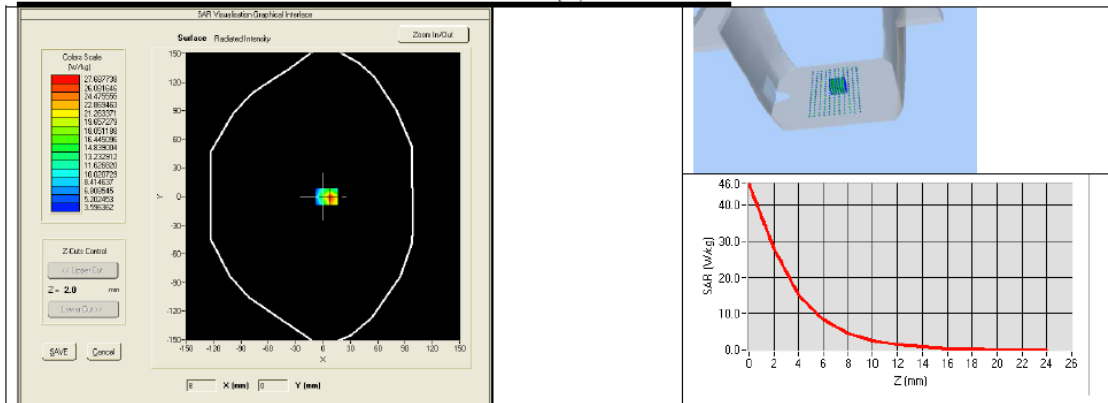 SAR Visualisation Graphical Interface
Surface Radiated Intensity
Zoom In/Out
Colors Scale
(W/kg)
27.697738
26.091646
24.475555
22.869463
21.263371
19.657279
18.051188
16.445096
14.839004
13.232912
11.626820
10.020729
8.414637
6.808545
5.202453
3.596362
150
120
90
60
30
0
-30
-60
-90
-120
-150
Y
-150 -120 -90 -60 -30 0 30 60 90 120 150
X
Z-Cuts Control
<< Upper Cut
Z = 2.0 mm
Lower Cut >>
SAVE Cancel
8 X (mm) 0 Y (mm)
46.0
40.0
30.0
20.0
10.0
0.0
SAR (W/kg)
0 2 4 6 8 10 12 14 16 18 20 22 24 26
Z (mm)